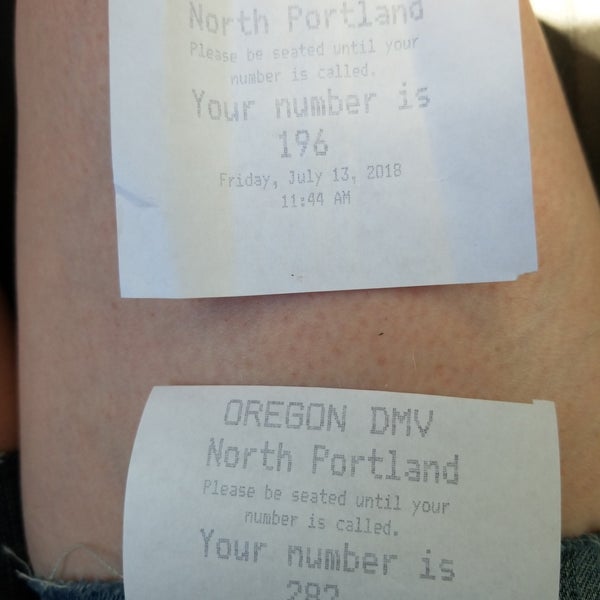 North Portland
Please be seated until your
number is called.
Your number is
196
Friday, July 13, 2018
11:44 AM
OREGON DMV
North Portland
Please be seated until your
number is called.
Your number is
282